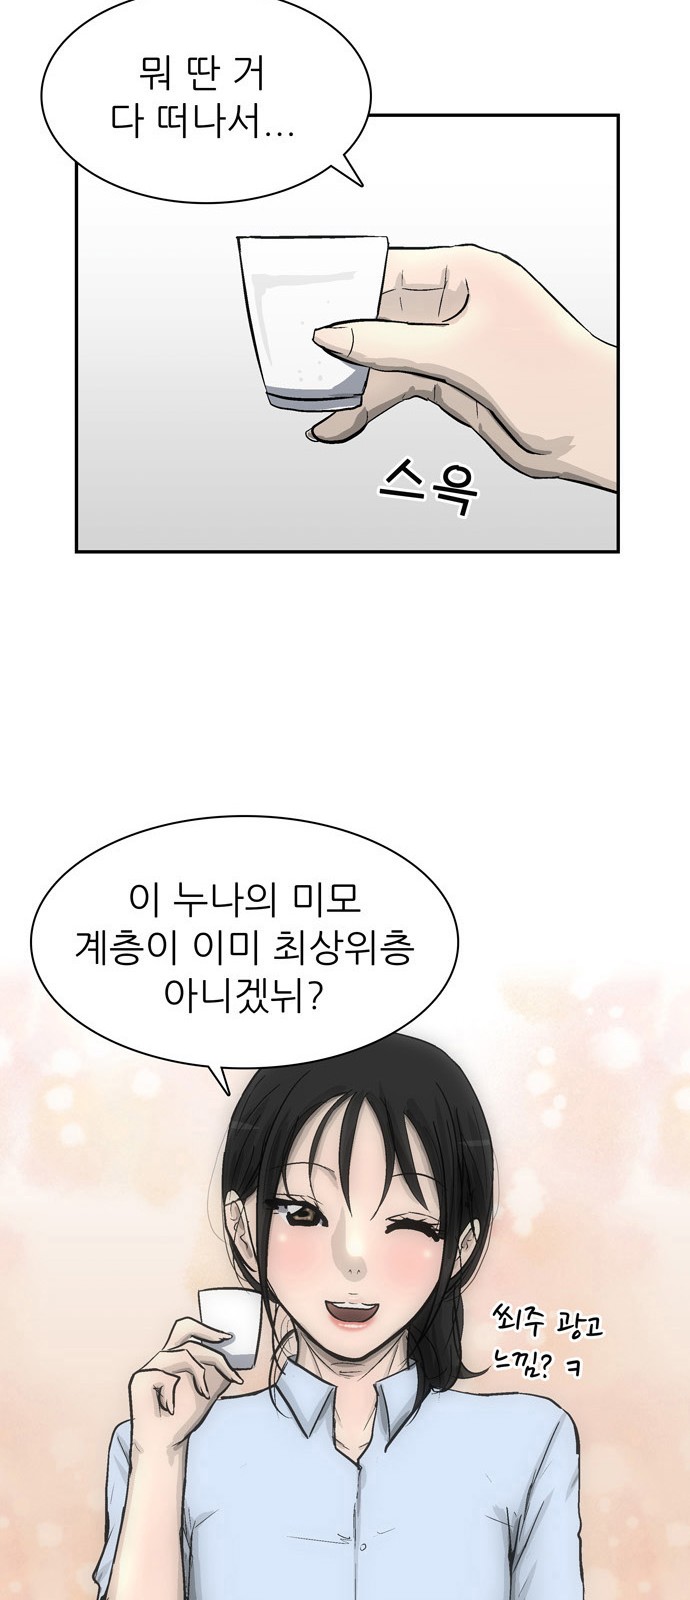 뭐 딴 거
다 떠나서...
스윽
이 누나의 미모
계층이 이미 최상위층
아니겠뉘?
쐬주 광고
느낌? ㅋ